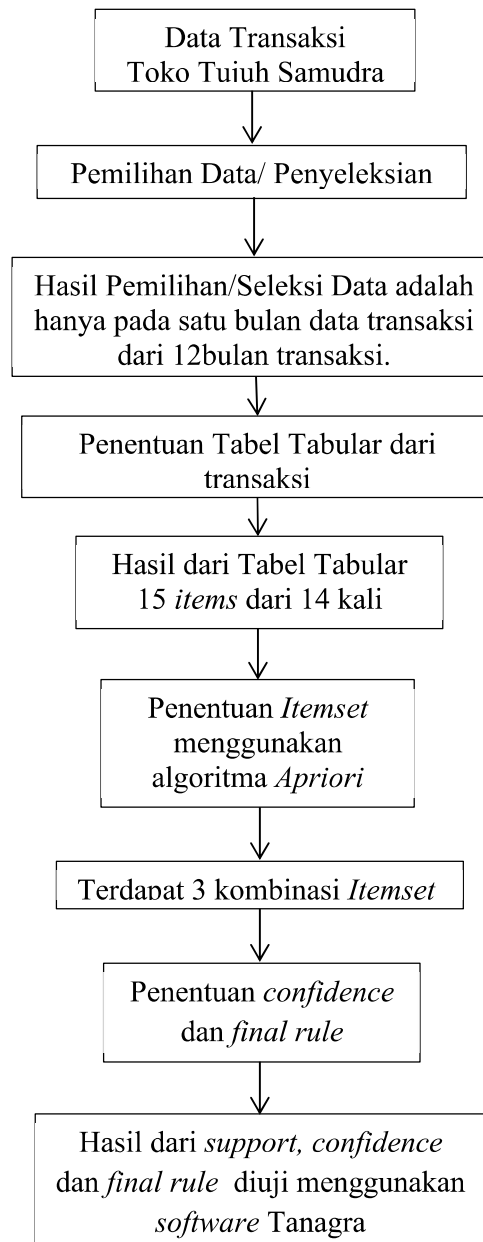 Data Transaksi
Toko Tujuh Samudra
Pemilihan Data/ Penyeleksian
Hasil Pemilihan/Seleksi Data adalah
hanya pada satu bulan data transaksi
dari 12bulan transaksi.
Penentuan Tabel Tabular dari
transaksi
Hasil dari Tabel Tabular
15 items dari 14 kali
Penentuan Itemset
menggunakan
algoritma Apriori
Terdapat 3 kombinasi Itemset
Penentuan confidence
dan final rule
Hasil dari support, confidence
dan final rule diuji menggunakan
software Tanagra